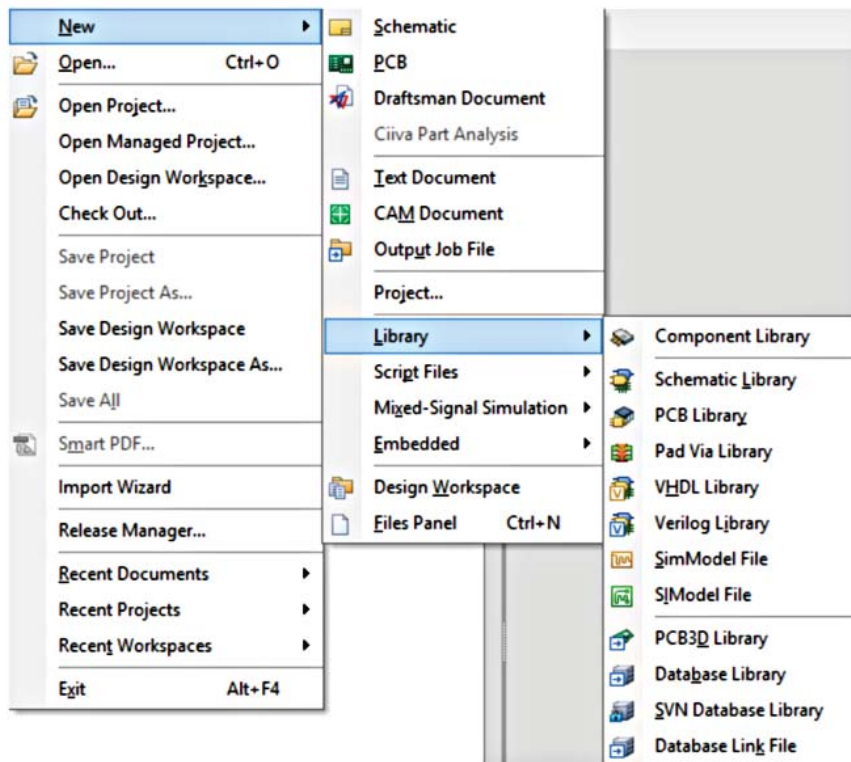 New
Open... Ctrl+O
Open Project...
Open Managed Project...
Open Design Workspace...
Check Out...
Save Project
Save Project As...
Save Design Workspace
Save Design Workspace As...
Save All
Smart PDF...
Import Wizard
Release Manager...
Recent Documents
Recent Projects
Recent Workspaces
Exit Alt+F4
Schematic
PCB
Draftsman Document
Ciiva Part Analysis
Text Document
CAM Document
Output Job File
Project...
Library
Script Files
Mixed-Signal Simulation
Embedded
Design Workspace
Files Panel Ctrl+N
Component Library
Schematic Library
PCB Library
Pad Via Library
VHDL Library
Verilog Library
SimModel File
SIModel File
PCB3D Library
Database Library
SVN Database Library
Database Link File